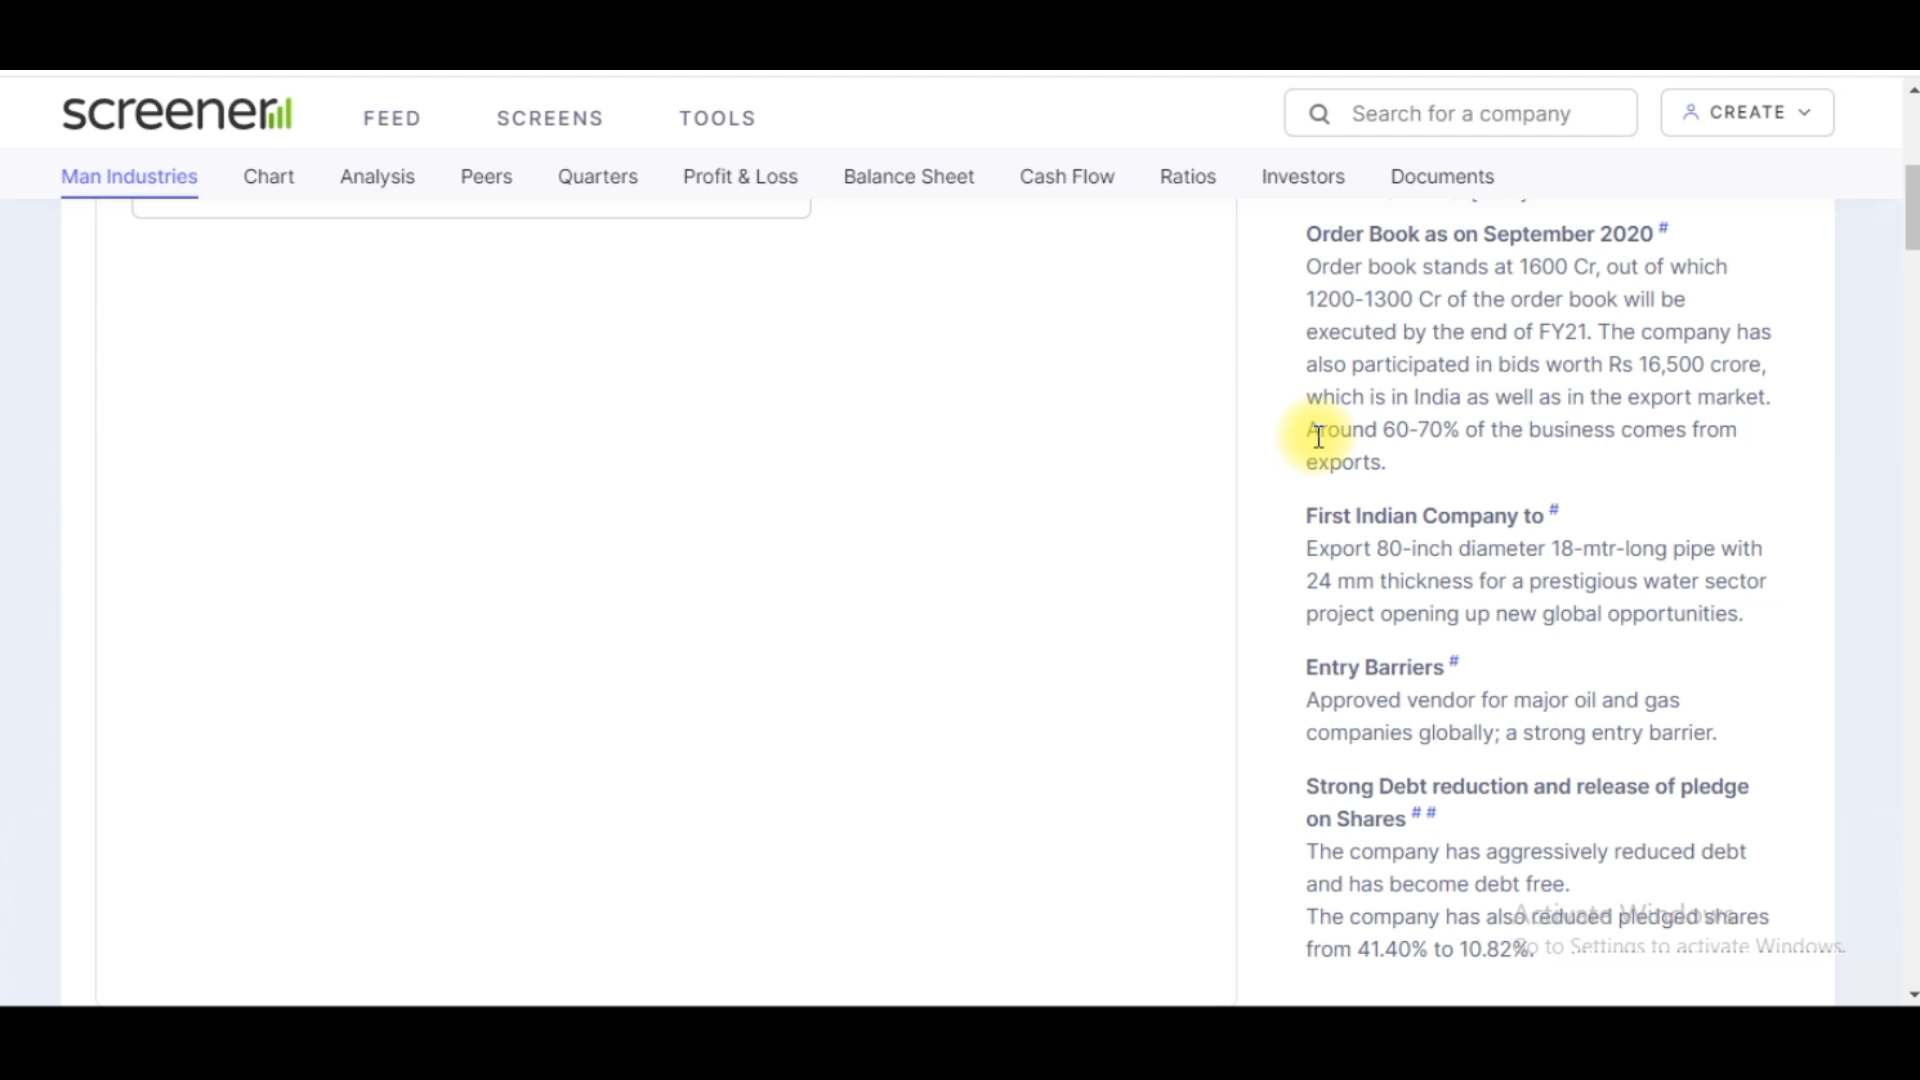 screener
FEED
SCREENS
TOOLS
Search for a company
CREATE
Man Industries
Chart
Analysis
Peers
Quarters
Profit & Loss
Balance Sheet
Cash Flow
Ratios
Investors
Documents
Order Book as on September 2020 #
Order book stands at 1600 Cr, out of which
1200-1300 Cr of the order book will be
executed by the end of FY21. The company has
also participated in bids worth Rs 16,500 crore,
which is in India as well as in the export market.
Around 60-70% of the business comes from
exports.
First Indian Company to #
Export 80-inch diameter 18-mtr-long pipe with
24 mm thickness for a prestigious water sector
project opening up new global opportunities.
Entry Barriers #
Approved vendor for major oil and gas
companies globally; a strong entry barrier.
Strong Debt reduction and release of pledge
on Shares # #
The company has aggressively reduced debt
and has become debt free.
The company has also reduced pledged shares
from 41.40% to 10.82%.
Activate Windows
Go to Settings to activate Windows.